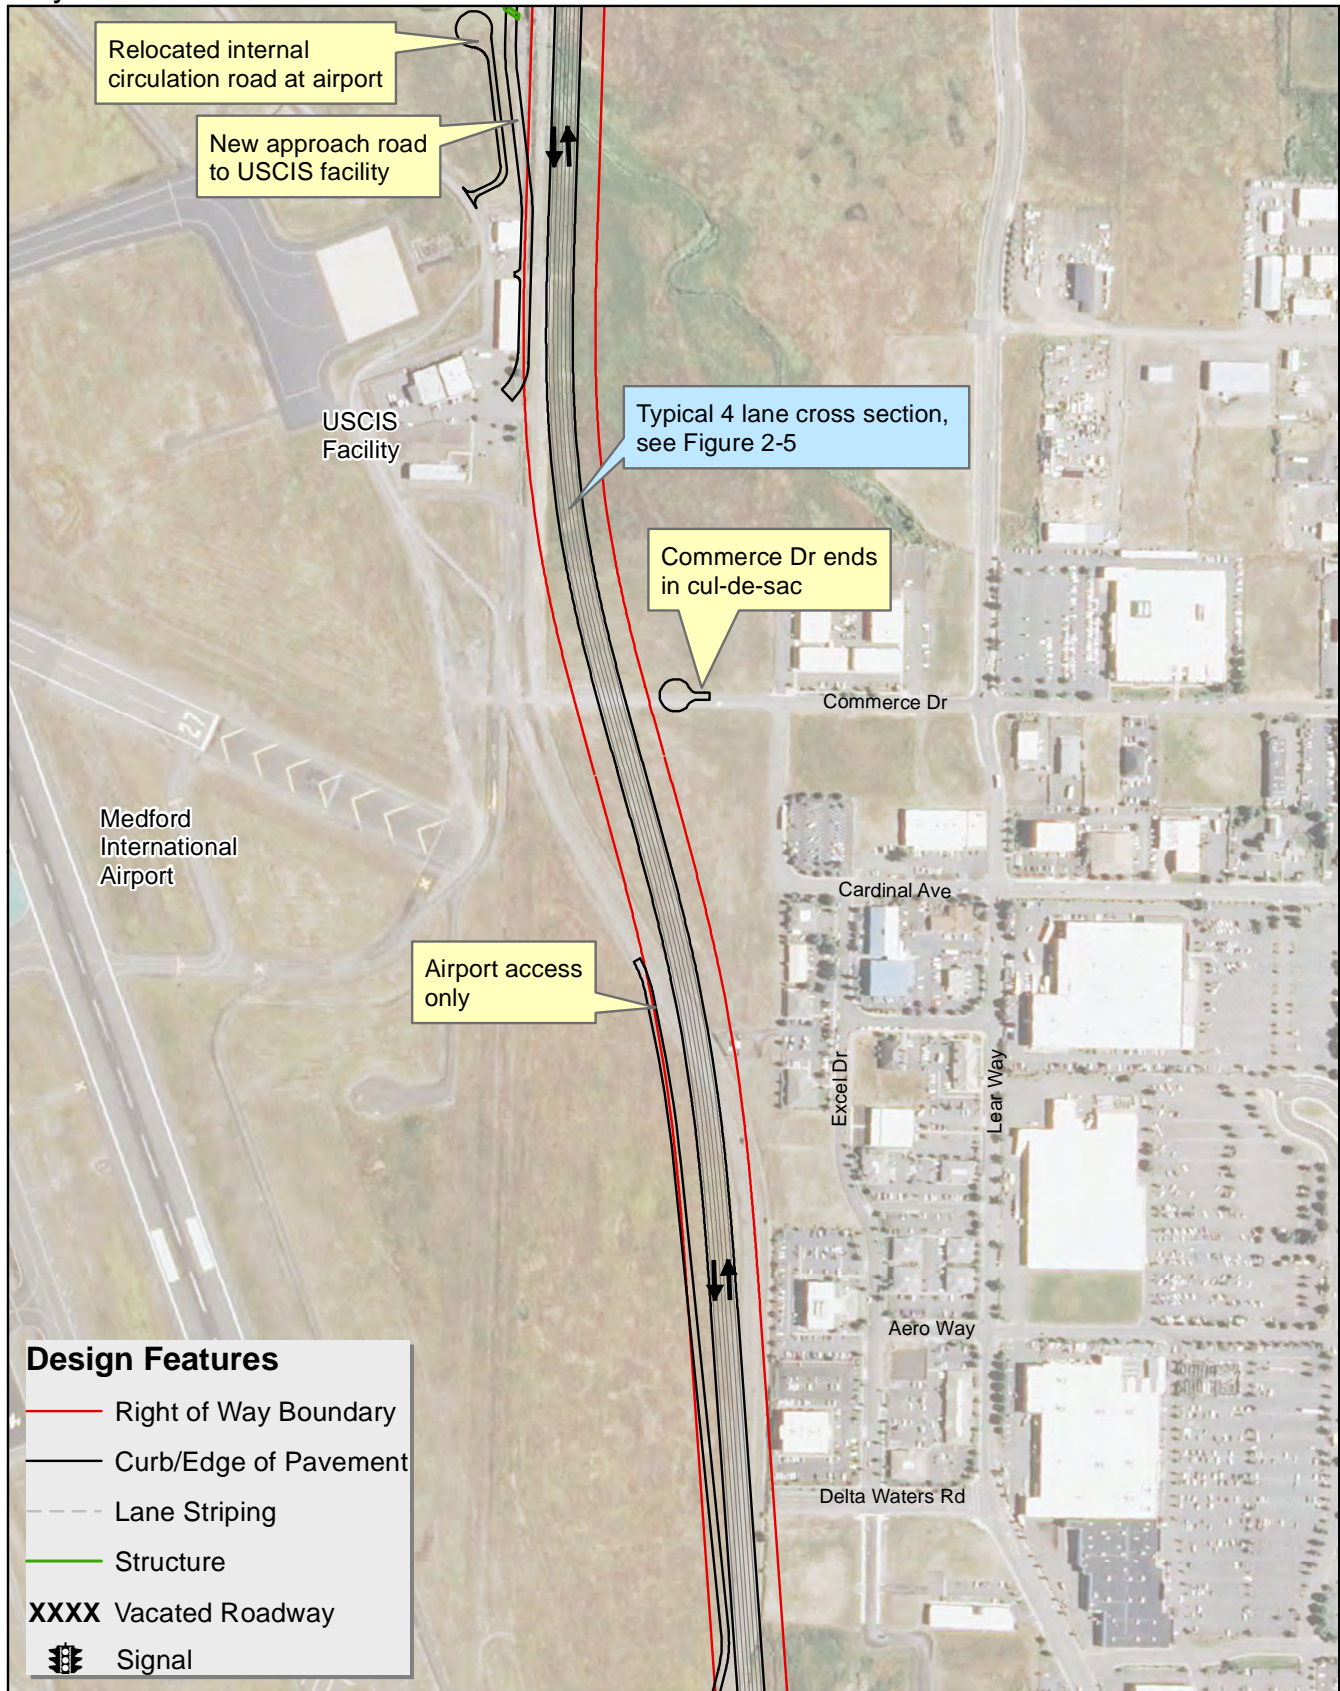 Relocated internal
circulation road at airport
New approach road
to USCIS facility
USCIS
Facility
Typical 4 lane cross section,
see Figure 2-5
Commerce Dr ends
in cul-de-sac
Commerce Dr
27
Medford
International
Airport
Cardinal Ave
Airport access
only
Excel Dr
Lear Way
Aero Way
Delta Waters Rd
Design Features
Right of Way Boundary
Curb/Edge of Pavement
Lane Striping
Structure
XXXX Vacated Roadway
Signal